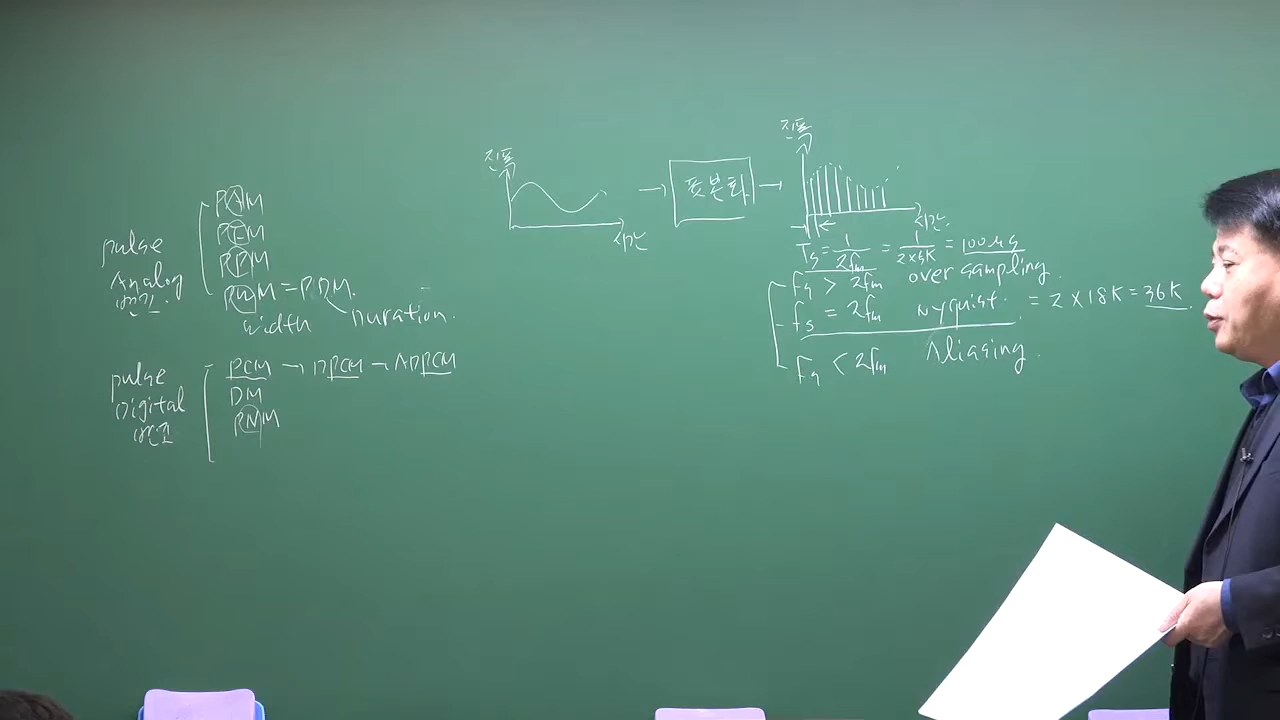 pulse
Analog
변조
PAM
PFM
PPM
PWM = PDM.
width
Duration.
pulse
Digital
변조
PCM → DPCM → ADPCM
DM
PNM
진폭
시간
→ 표본화 →
진폭
시간
Ts = 1/2fm = 1/2×5K = 100μs
fs > 2fm over sampling.
fs = 2fm Nyquist. = 2 × 18K = 36K
fs < 2fm Aliasing.